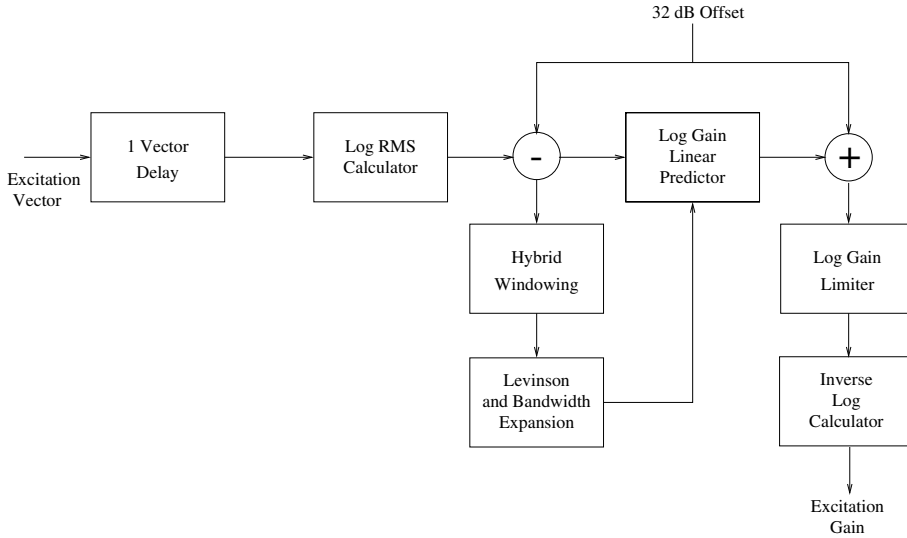 32 dB Offset
1 Vector
Delay
Log RMS
Calculator
-
Log Gain
Linear
Predictor
+
Excitation
Vector
Hybrid
Windowing
Log Gain
Limiter
Levinson
and Bandwidth
Expansion
Inverse
Log
Calculator
Excitation
Gain